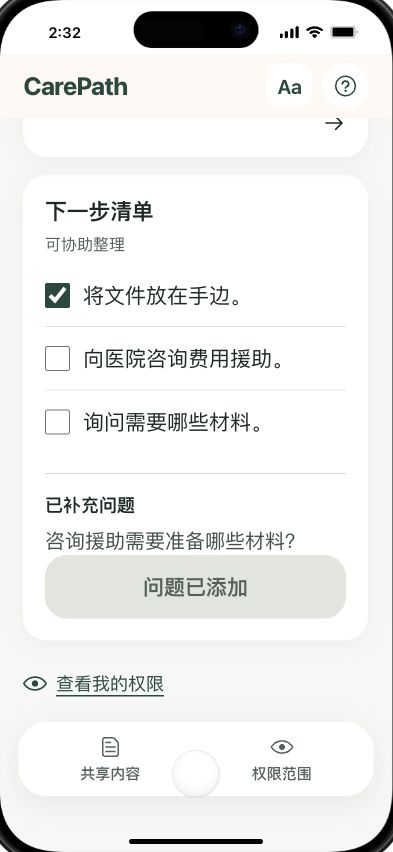 2:32
CarePath
Aa
下一步清单
可协助整理
将文件放在手边。
向医院咨询费用援助。
询问需要哪些材料。
已补充问题
咨询援助需要准备哪些材料?
问题已添加
查看我的权限
共享内容
权限范围